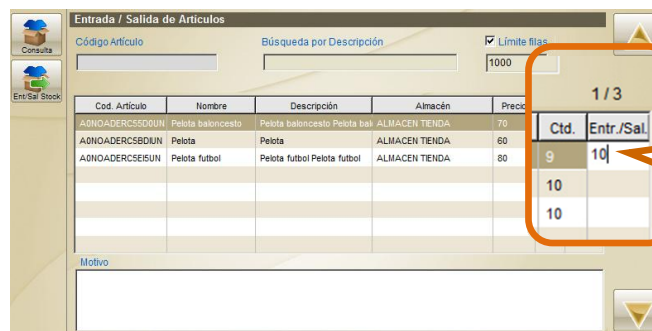 Entrada / Salida de Artículos
Consulta
Ent/Sal Stock
Código Artículo
Búsqueda por Descripción
Límite filas
1000
1 / 3
Cod. Artículo Nombre Descripción Almacén Precio Ctd. Entr./Sal.
A0NOADERC55D0UN Pelota baloncesto Pelota baloncesto Pelota bal ALMACEN TIENDA 70 9 10
A0NOADERC5BDIUN Pelota Pelota ALMACEN TIENDA 60 10
A0NOADERC5EI5UN Pelota futbol Pelota futbol Pelota futbol ALMACEN TIENDA 80 10
Motivo